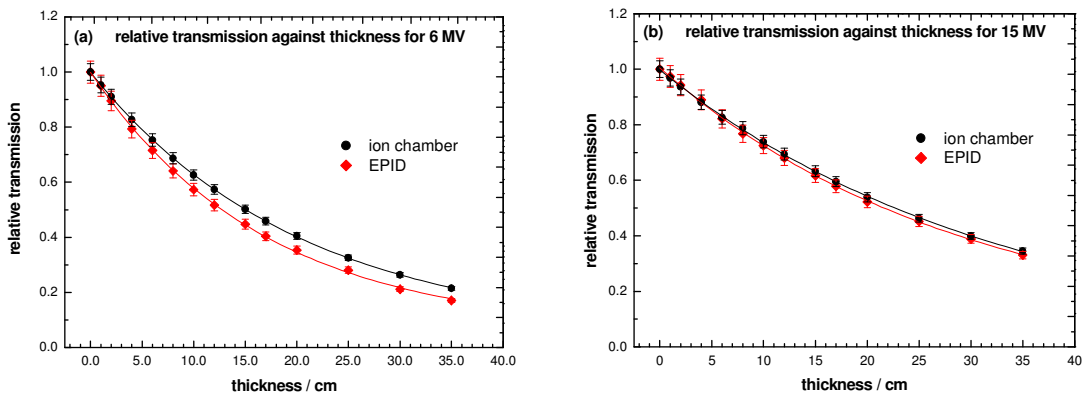 (a) relative transmission against thickness for 6 MV
1.2
1.0
0.8
0.6
0.4
0.2
0.0
relative transmission
ion chamber
EPID
0.0 5.0 10.0 15.0 20.0 25.0 30.0 35.0 40.0
thickness / cm
(b) relative transmission against thickness for 15 MV
1.2
1.0
0.8
0.6
0.4
0.2
0.0
relative transmission
ion chamber
EPID
0 5 10 15 20 25 30 35 40
thickness / cm